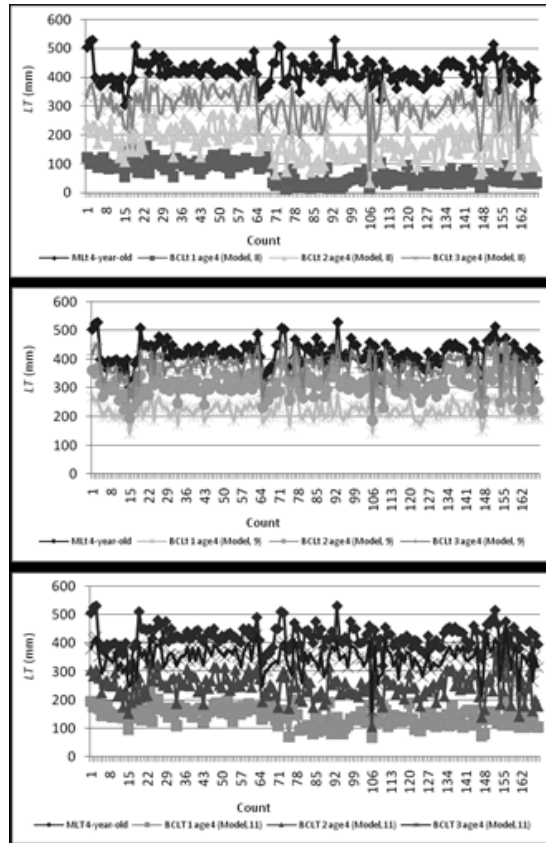 600
500
400
300
200
100
0
LT (mm)
1 8 15 22 29 36 43 50 57 64 71 78 85 92 99 106 113 120 127 134 141 148 155 162
Count
MLt 4-year-old BCLt 1 age4 (Model, 8) BCLt 2 age4 (Model, 8) BCLt 3 age4 (Model, 8)
600
500
400
300
200
100
0
LT (mm)
1 8 15 22 29 36 43 50 57 64 71 78 85 92 99 106 113 120 127 134 141 148 155 162
Count
MLt 4-year-old BCLt 1 age4 (Model, 9) BCLt 2 age4 (Model, 9) BCLt 3 age4 (Model, 9)
600
500
400
300
200
100
0
LT (mm)
1 8 15 22 29 36 43 50 57 64 71 78 85 92 99 106 113 120 127 134 141 148 155 162
Count
MLT 4-year-old BCLT 1 age4 (Model,11) BCLT 2 age4 (Model,11) BCLT 3 age4 (Model,11)